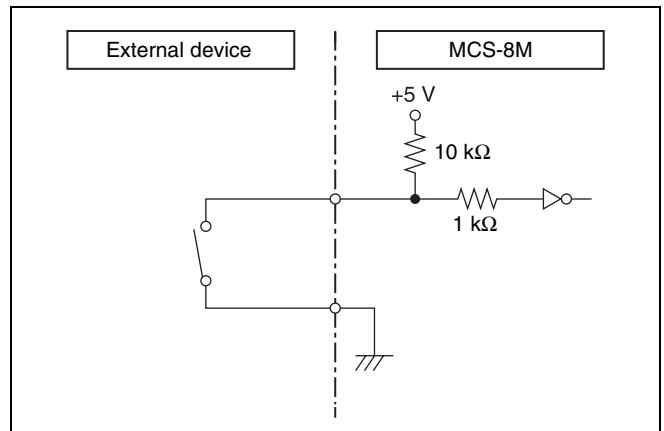 External device
MCS-8M
+5 V
10 kΩ
1 kΩ